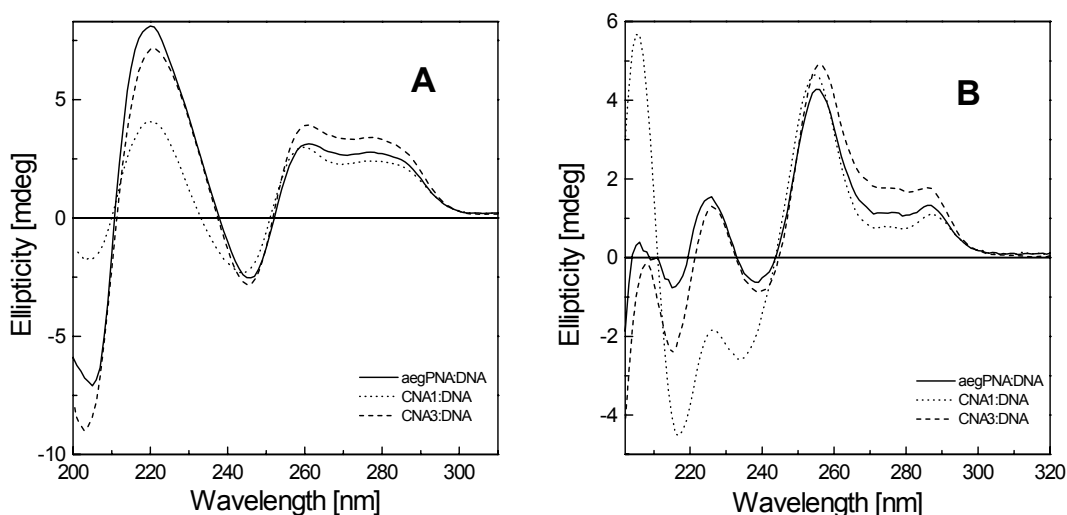 A
Ellipticity [mdeg]
5
0
-5
-10
200
220
240
260
280
300
Wavelength [nm]
aegPNA:DNA
CNA1:DNA
CNA3:DNA
B
Ellipticity [mdeg]
6
4
2
0
-2
-4
220
240
260
280
300
320
Wavelength [nm]
aegPNA:DNA
CNA1:DNA
CNA3:DNA